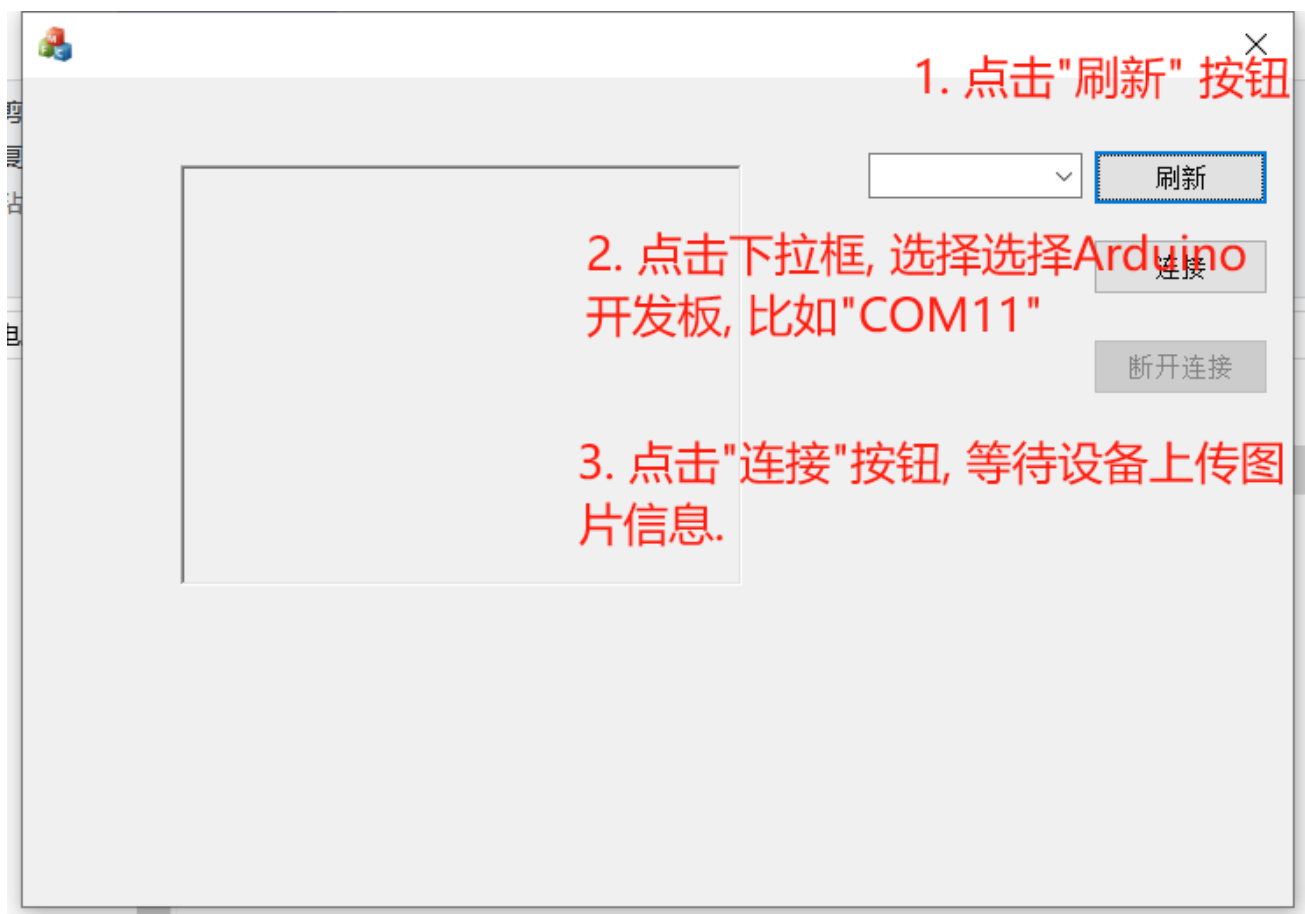 1. 点击"刷新" 按钮
剪
刷新
2. 点击下拉框, 选择选择Arduino
连接
开发板, 比如"COM11"
断开连接
3. 点击"连接"按钮, 等待设备上传图
片信息.